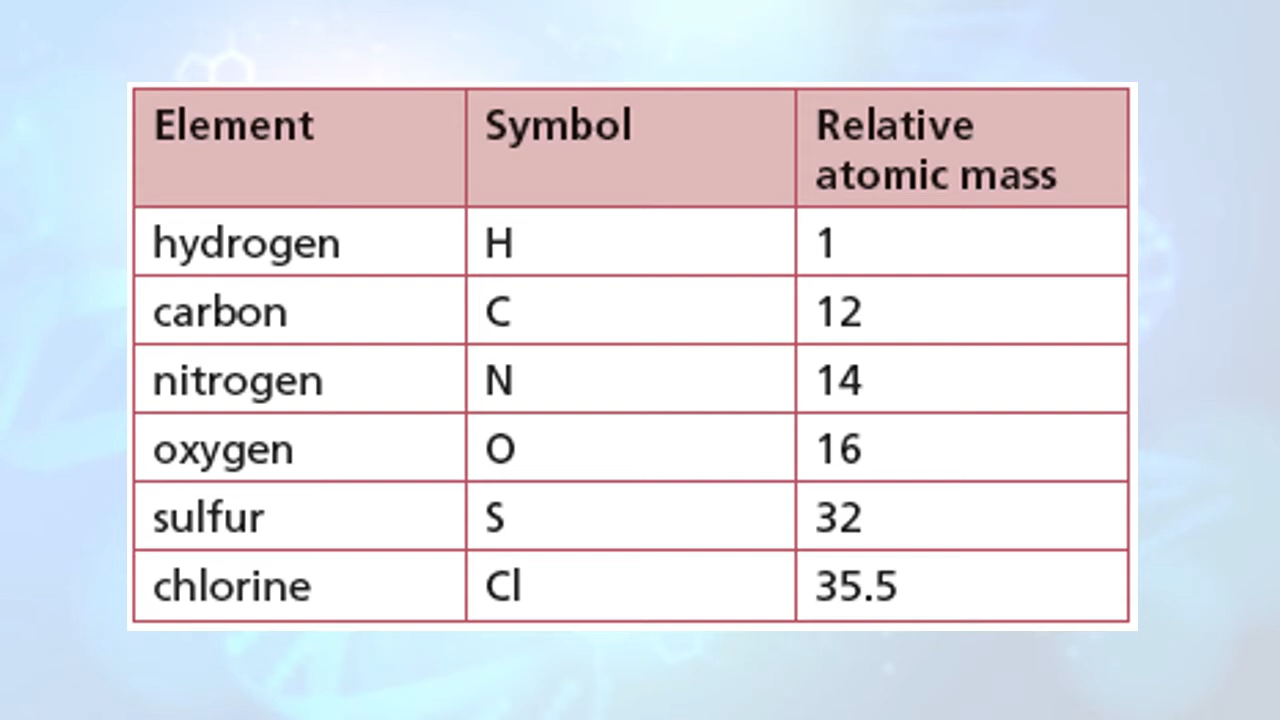 Element Symbol Relative atomic mass
hydrogen H 1
carbon C 12
nitrogen N 14
oxygen O 16
sulfur S 32
chlorine Cl 35.5